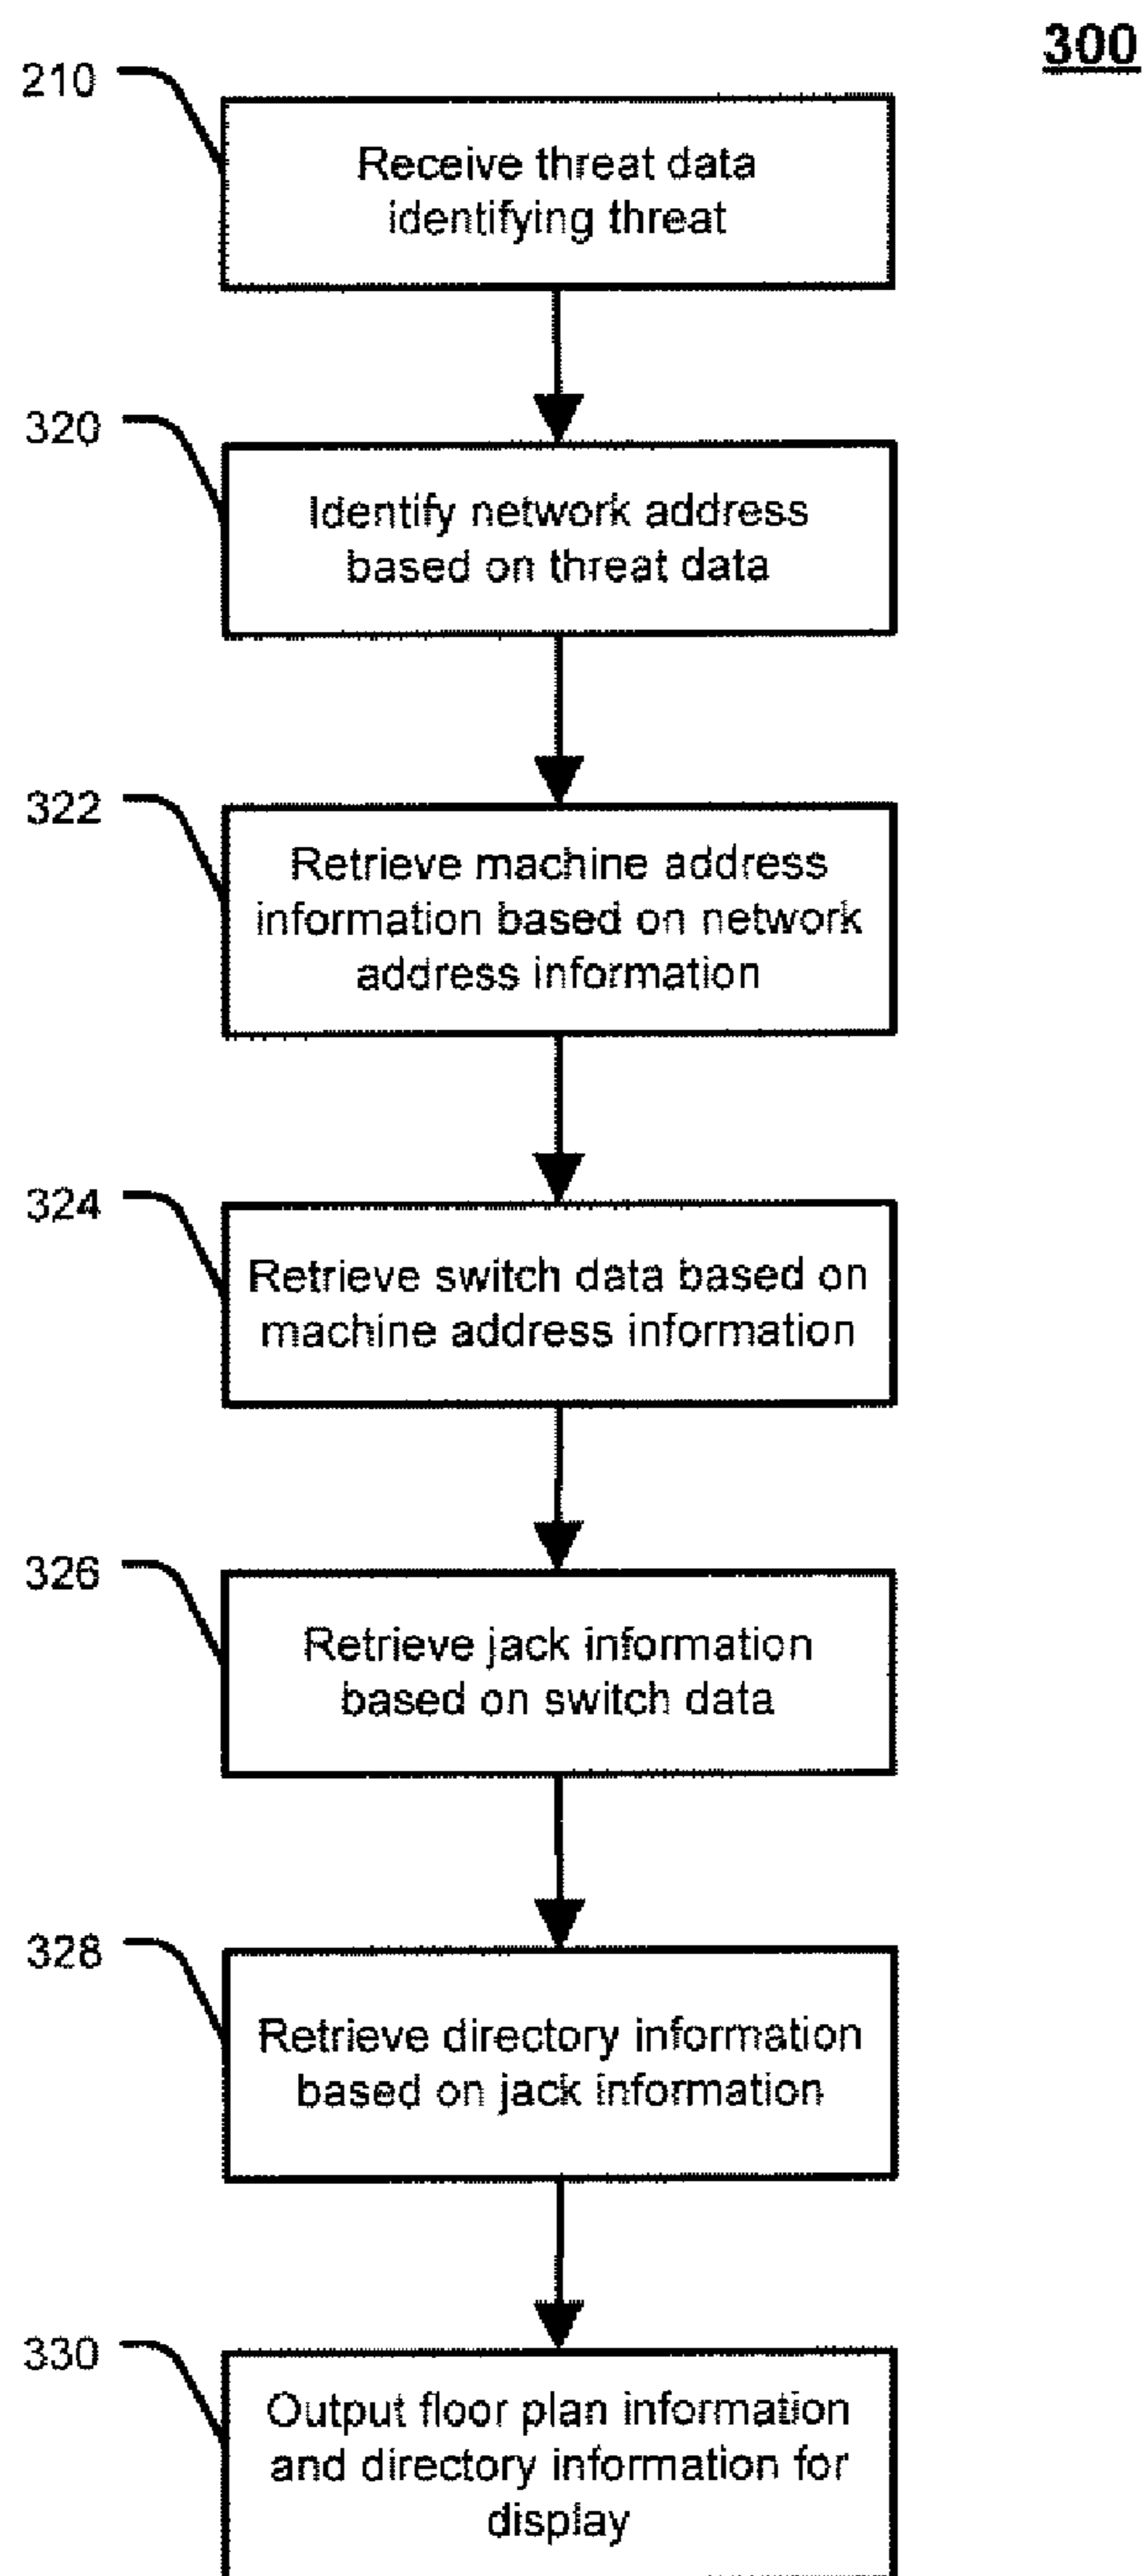 300
210
Receive threat data
identifying threat
320
Identify network address
based on threat data
322
Retrieve machine address
information based on network
address information
324
Retrieve switch data based on
machine address information
326
Retrieve jack information
based on switch data
328
Retrieve directory information
based on jack information
330
Output floor plan information
and directory information for
display